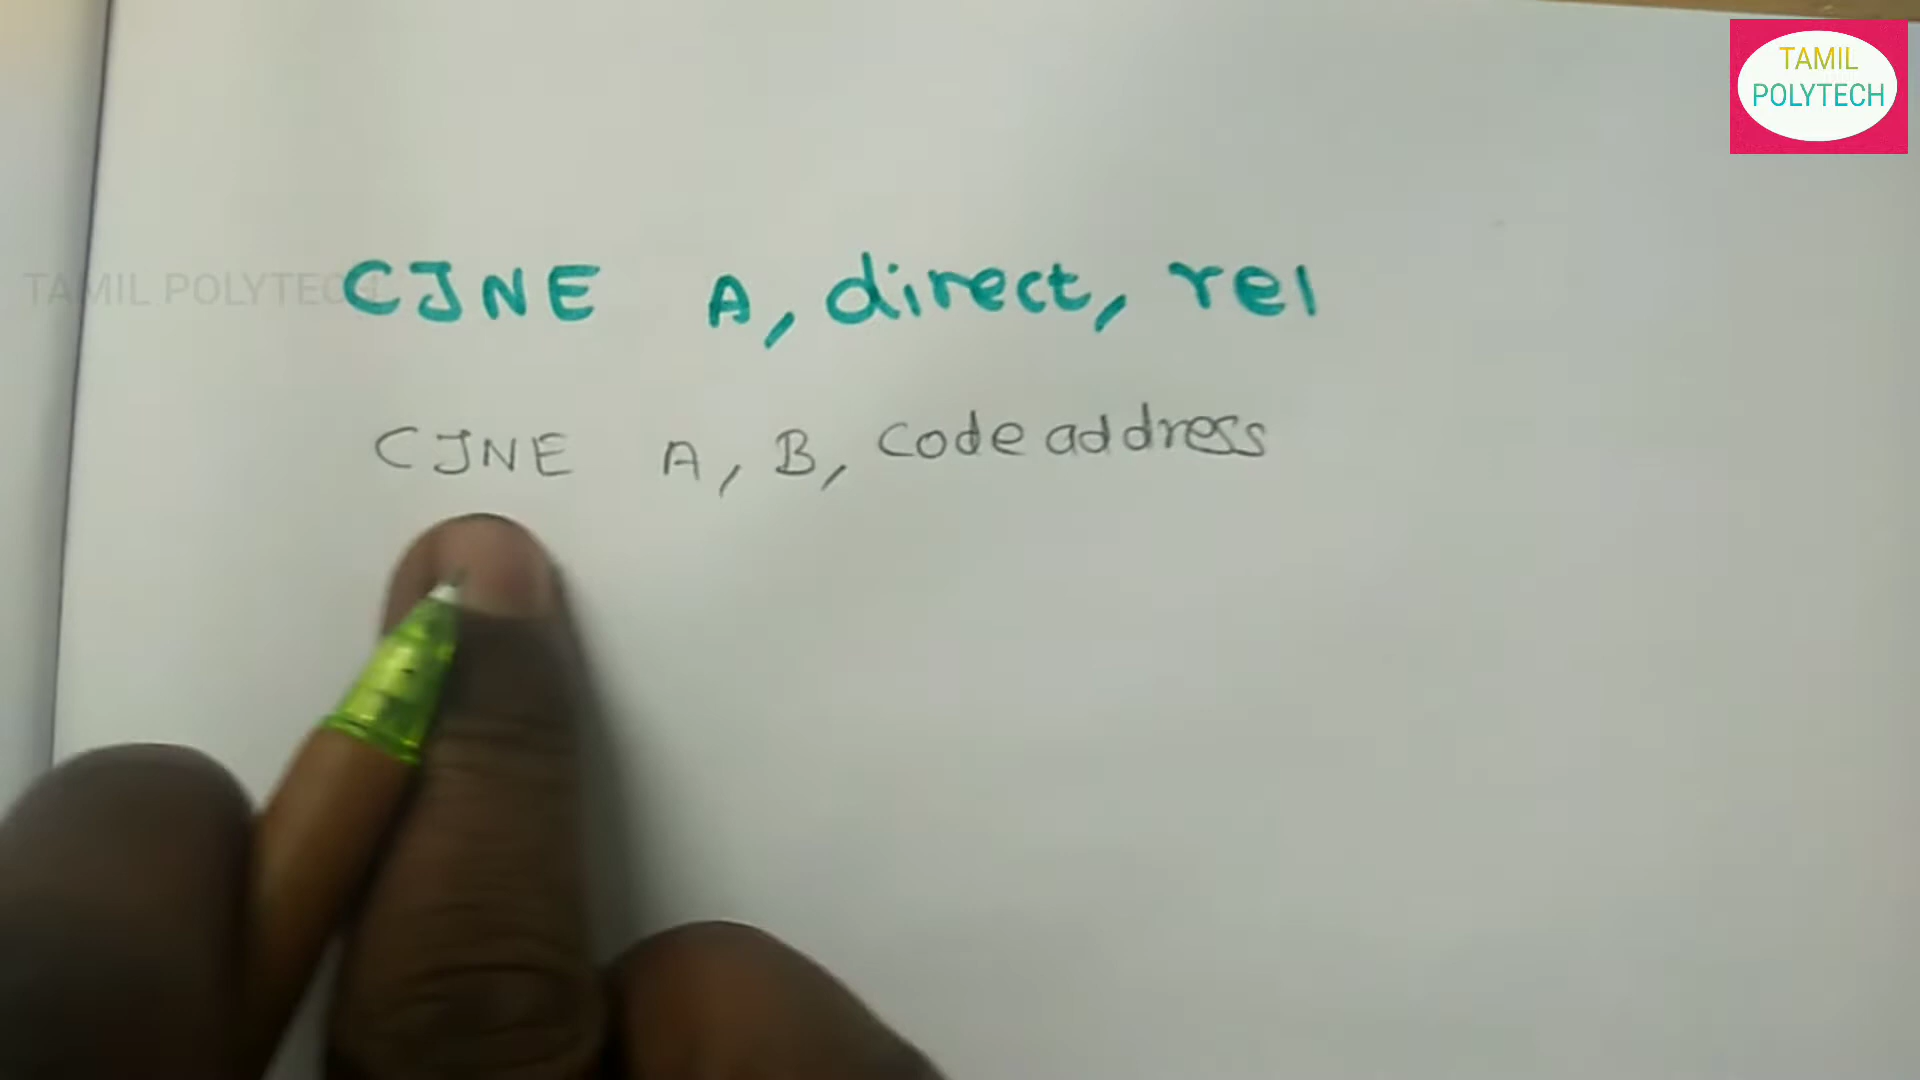 TAMIL
POLYTECH
TAMIL POLYTECH
CJNE A, direct, rel
CJNE A, B, code address